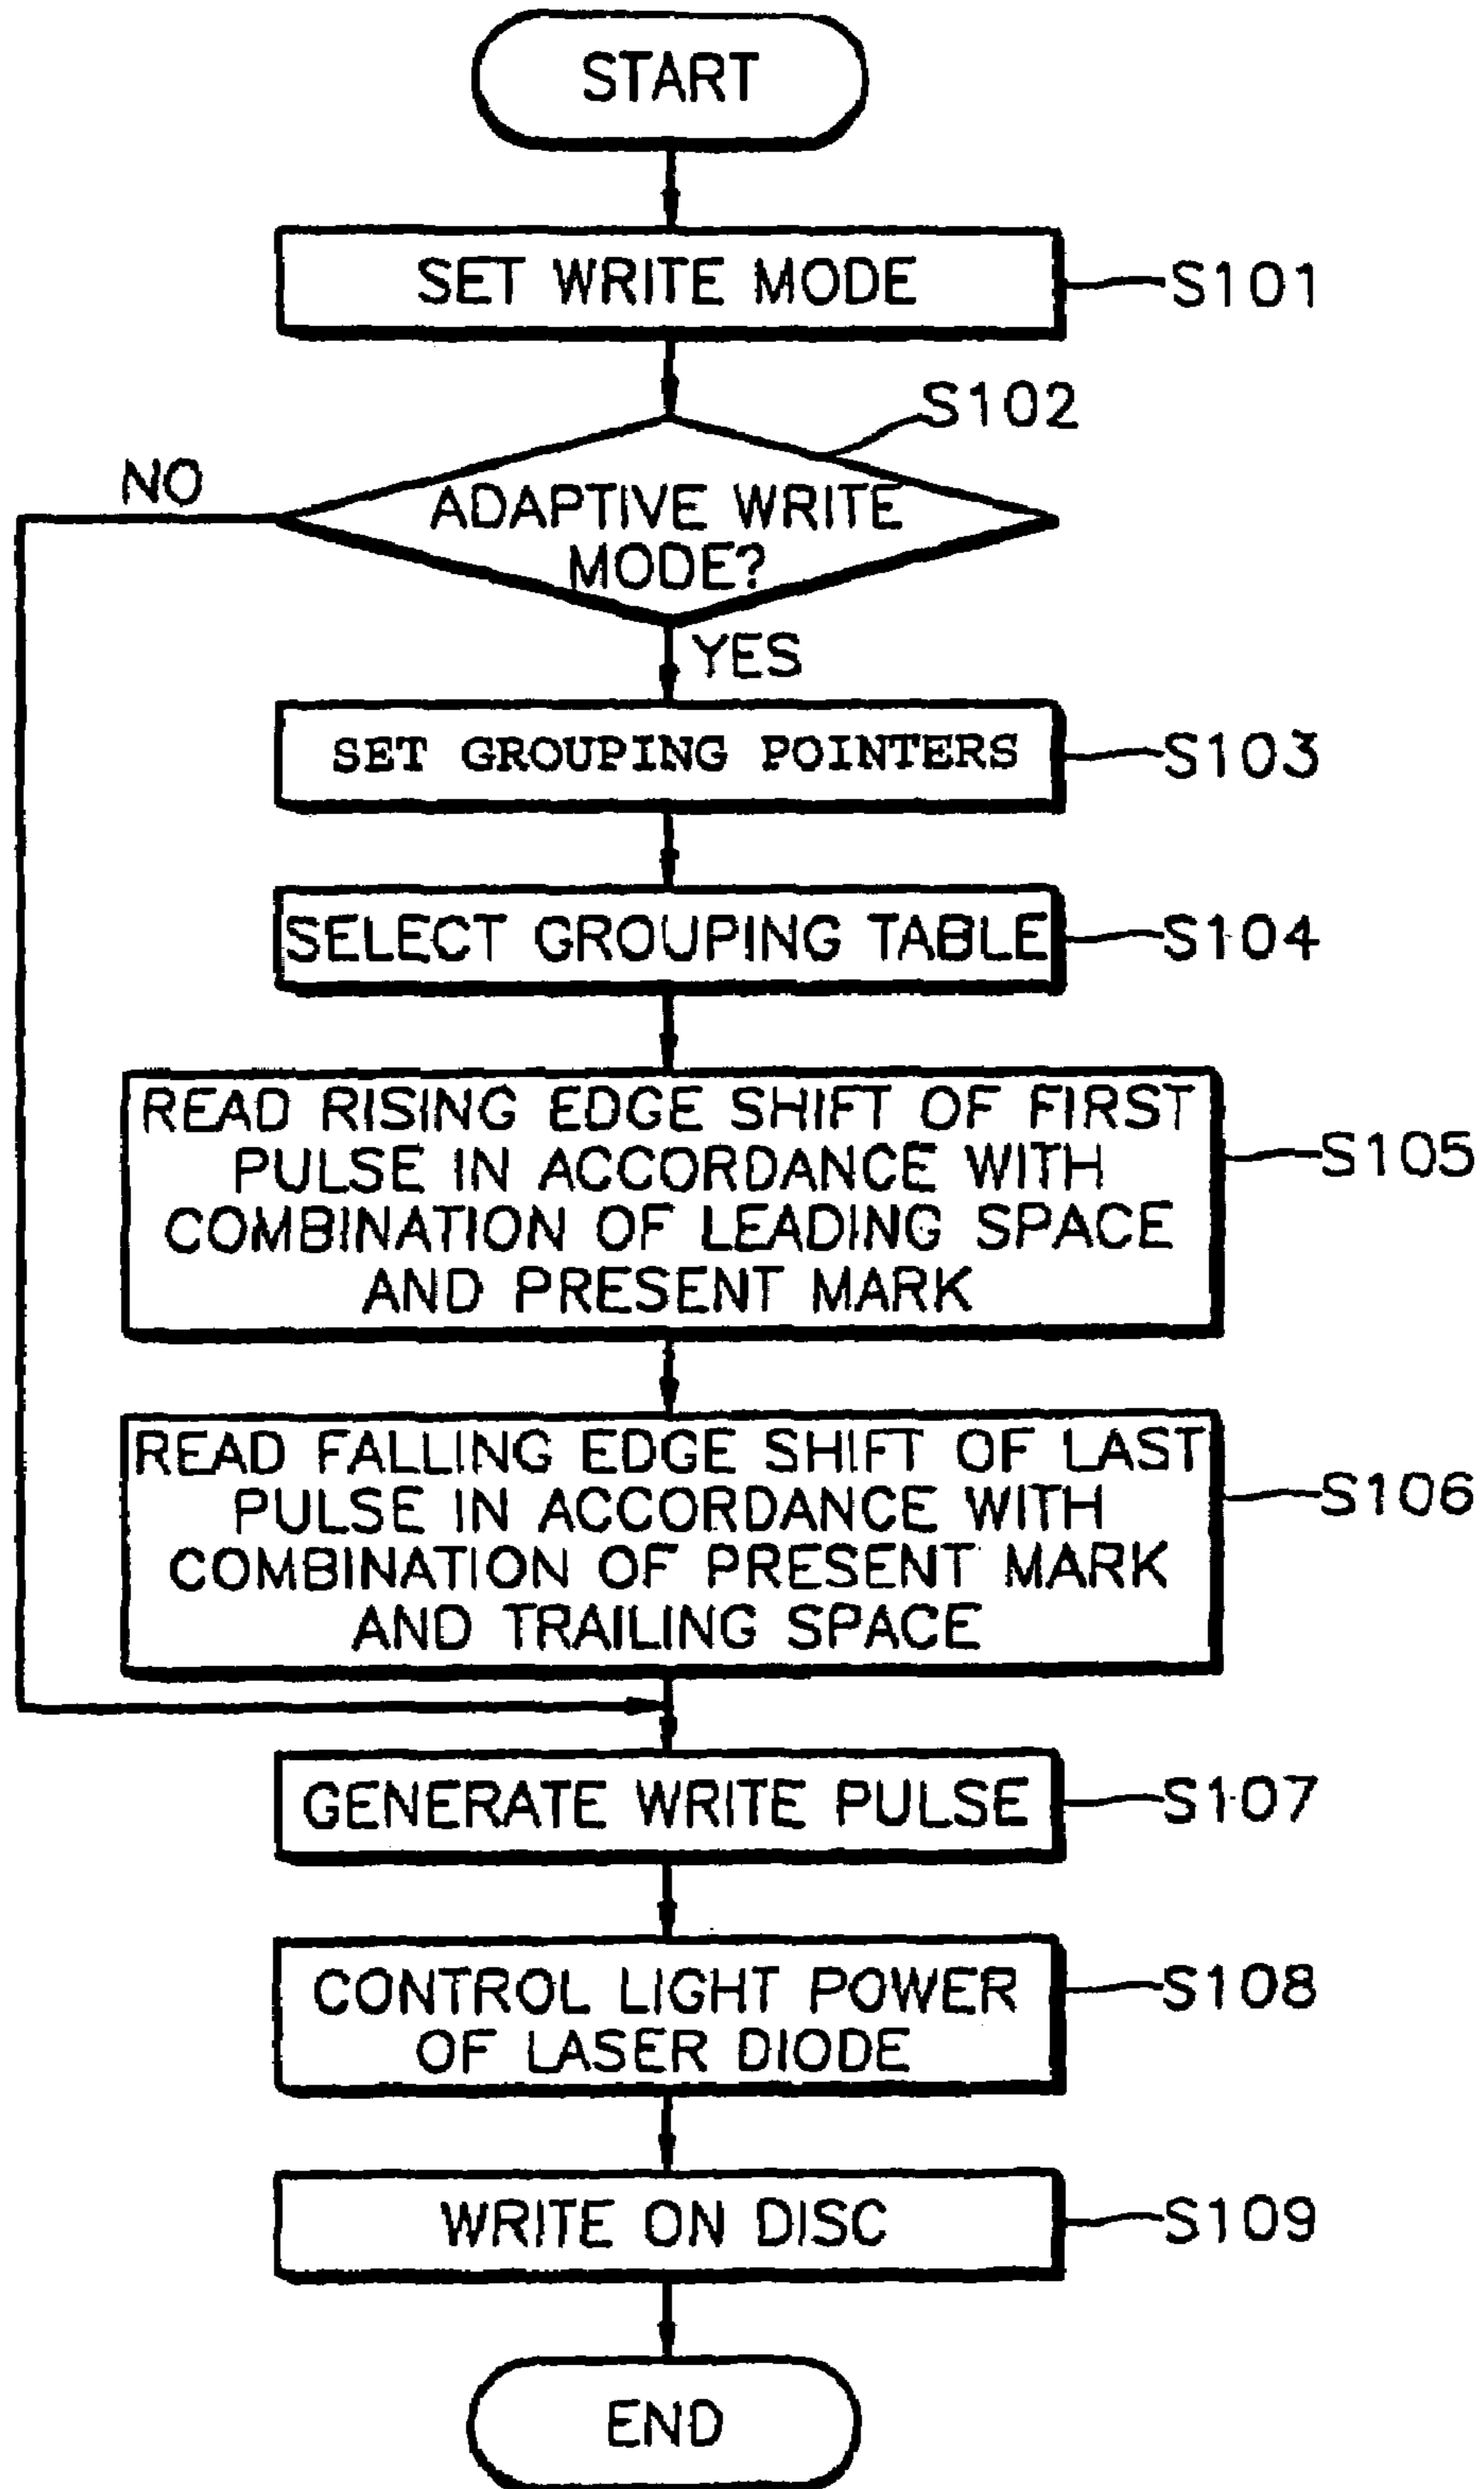 START
SET WRITE MODE
S101
S102
NO
ADAPTIVE WRITE
MODE?
YES
SET GROUPING POINTERS
S103
SELECT GROUPING TABLE
S104
READ RISING EDGE SHIFT OF FIRST
PULSE IN ACCORDANCE WITH
COMBINATION OF LEADING SPACE
AND PRESENT MARK
S105
READ FALLING EDGE SHIFT OF LAST
PULSE IN ACCORDANCE WITH
COMBINATION OF PRESENT MARK
AND TRAILING SPACE
S106
GENERATE WRITE PULSE
S107
CONTROL LIGHT POWER
OF LASER DIODE
S108
WRITE ON DISC
S109
END